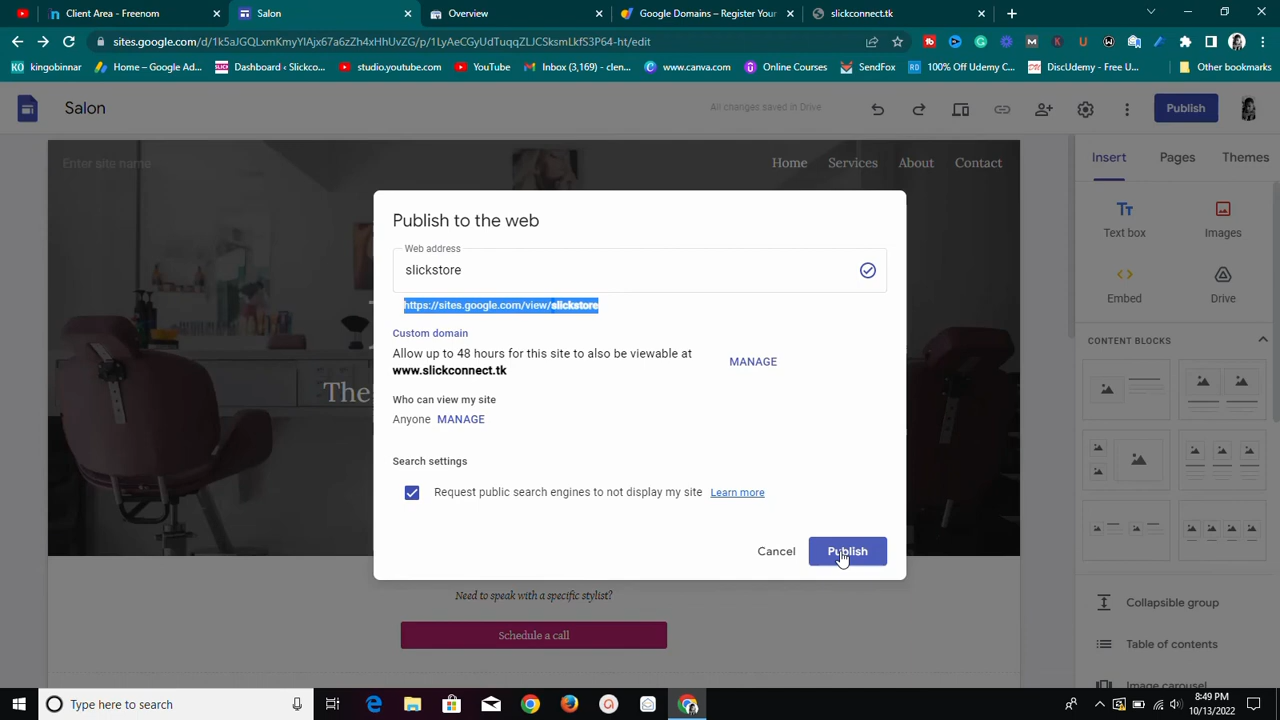 Client Area - Freenom
Salon
Overview
Google Domains - Register Your
slickconnect.tk
sites.google.com/d/1k5aJGQLxmKmyYIAjx67a6zZh4xHhUvZG/p/1LyAeCGyUdTuqqZLJCSksmLkfS3P64-ht/edit
kingobinnar
Home – Google Ad...
Dashboard ‹ Slickco...
studio.youtube.com
YouTube
Inbox (3,169) - clen...
www.canva.com
Online Courses
SendFox
100% Off Udemy C...
DiscUdemy - Free U...
Other bookmarks
Salon
All changes saved in Drive
Publish
Enter site name
Home
Services
About
Contact
Insert
Pages
Themes
Text box
Images
Embed
Drive
CONTENT BLOCKS
Publish to the web
Web address
slickstore
https://sites.google.com/view/slickstore
Custom domain
Allow up to 48 hours for this site to also be viewable at
www.slickconnect.tk
MANAGE
Who can view my site
Anyone MANAGE
Search settings
Request public search engines to not display my site Learn more
Cancel
Publish
The
Need to speak with a specific stylist?
Schedule a call
Collapsible group
Table of contents
Image carousel
Type here to search
8:49 PM
10/13/2022